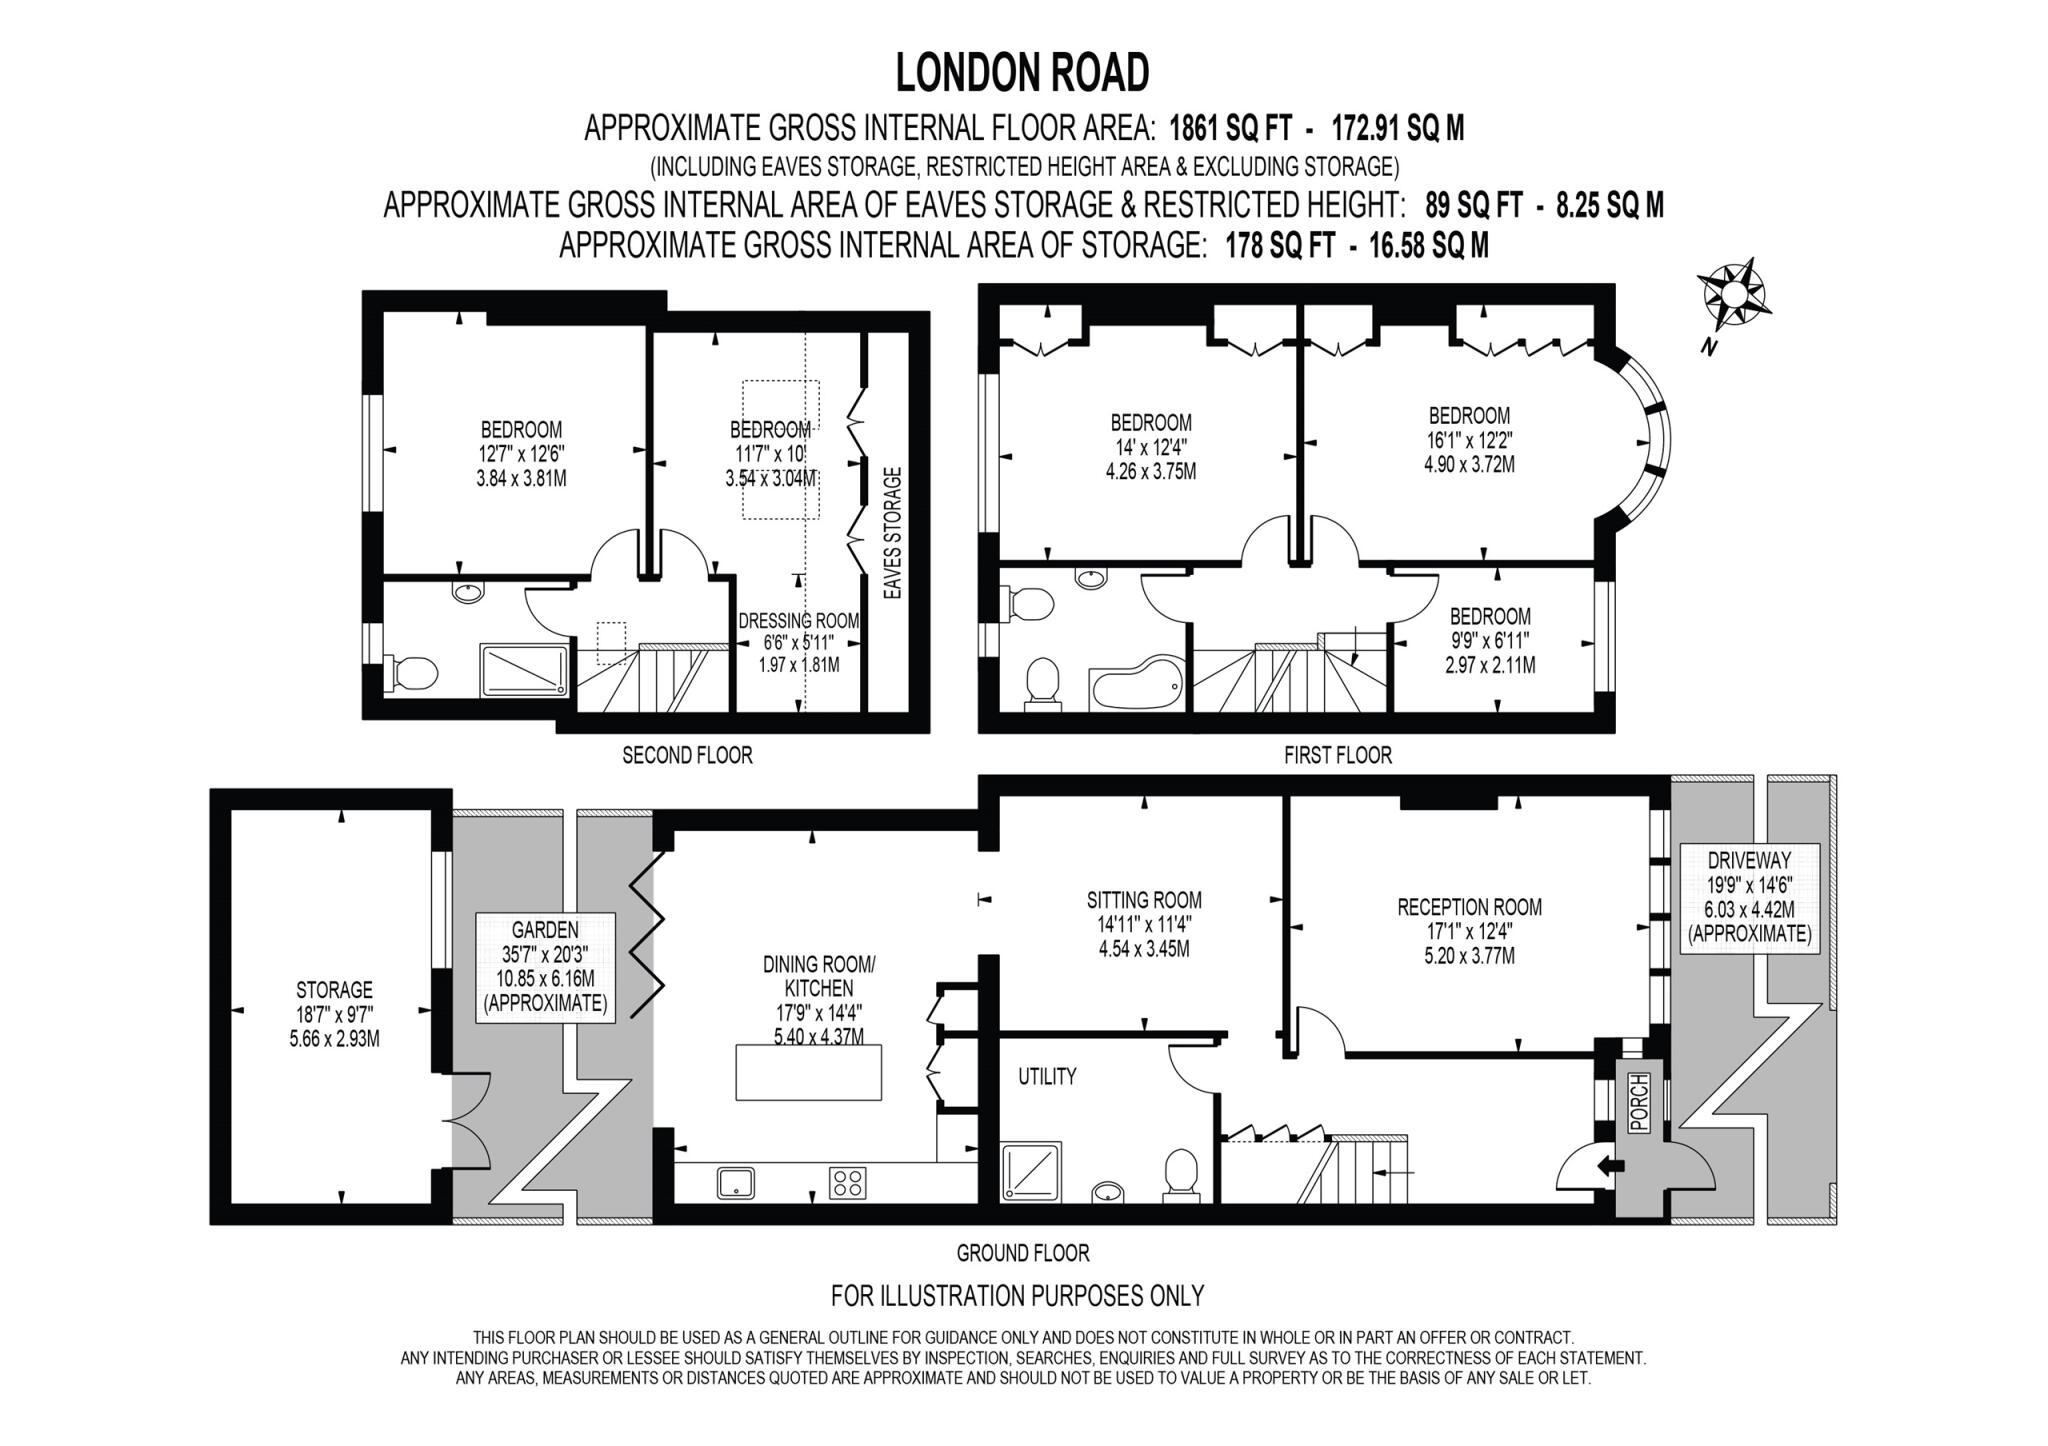 LONDON ROAD
APPROXIMATE GROSS INTERNAL FLOOR AREA: 1861 SQ FT - 172.91 SQ M
(INCLUDING EAVES STORAGE, RESTRICTED HEIGHT AREA & EXCLUDING STORAGE)
APPROXIMATE GROSS INTERNAL AREA OF EAVES STORAGE & RESTRICTED HEIGHT: 89 SQ FT - 8.25 SQ M
APPROXIMATE GROSS INTERNAL AREA OF STORAGE: 178 SQ FT - 16.58 SQ M
N
BEDROOM
12'7" x 12'6"
3.84 x 3.81M
BEDROOM
11'7" x 10'
3.54 x 3.04M
EAVES STORAGE
DRESSING ROOM
6'6" x 5'11"
1.97 x 1.81M
SECOND FLOOR
BEDROOM
14' x 12'4"
4.26 x 3.75M
BEDROOM
16'1" x 12'2"
4.90 x 3.72M
BEDROOM
9'9" x 6'11"
2.97 x 2.11M
FIRST FLOOR
STORAGE
18'7" x 9'7"
5.66 x 2.93M
GARDEN
35'7" x 20'3"
10.85 x 6.16M
(APPROXIMATE)
DINING ROOM/
KITCHEN
17'9" x 14'4"
5.40 x 4.37M
SITTING ROOM
14'11" x 11'4"
4.54 x 3.45M
UTILITY
RECEPTION ROOM
17'1" x 12'4"
5.20 x 3.77M
PORCH
DRIVEWAY
19'9" x 14'6"
6.03 x 4.42M
(APPROXIMATE)
GROUND FLOOR
FOR ILLUSTRATION PURPOSES ONLY
THIS FLOOR PLAN SHOULD BE USED AS A GENERAL OUTLINE FOR GUIDANCE ONLY AND DOES NOT CONSTITUTE IN WHOLE OR IN PART AN OFFER OR CONTRACT.
ANY INTENDING PURCHASER OR LESSEE SHOULD SATISFY THEMSELVES BY INSPECTION, SEARCHES, ENQUIRIES AND FULL SURVEY AS TO THE CORRECTNESS OF EACH STATEMENT.
ANY AREAS, MEASUREMENTS OR DISTANCES QUOTED ARE APPROXIMATE AND SHOULD NOT BE USED TO VALUE A PROPERTY OR BE THE BASIS OF ANY SALE OR LET.